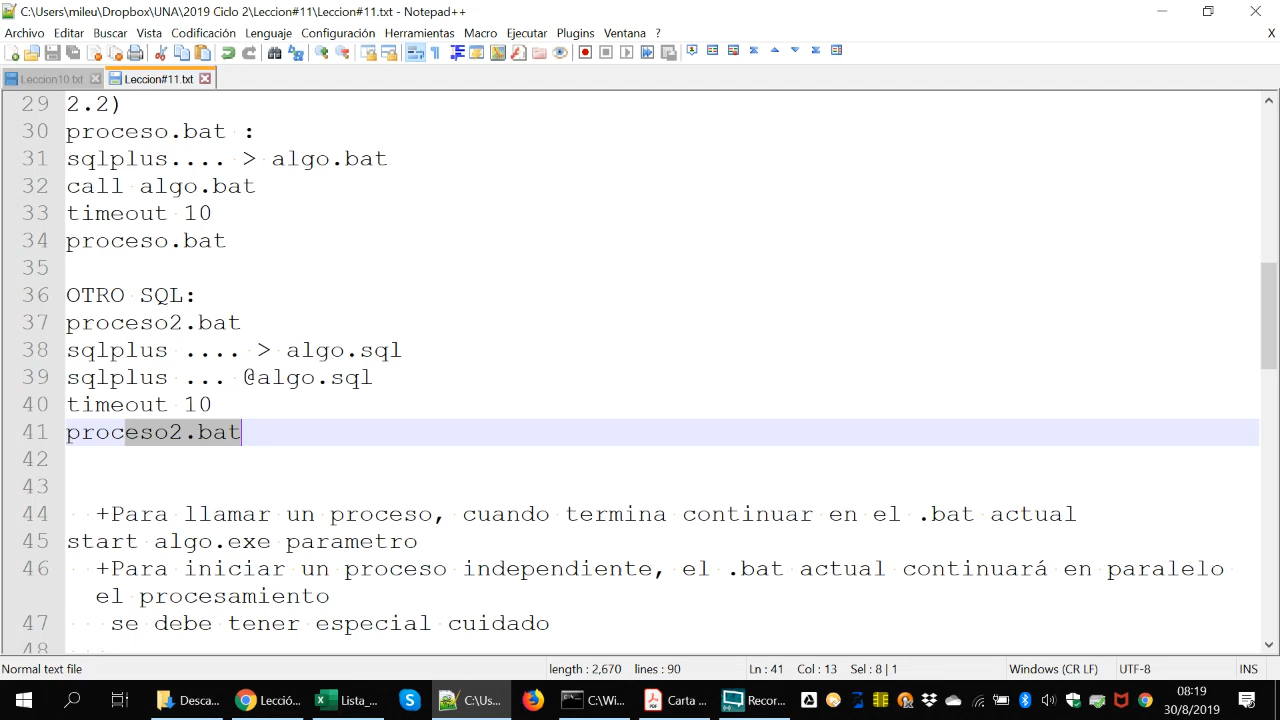 C:\Users\mileu\Dropbox\UNA\2019 Ciclo 2\Leccion#11\Leccion#11.txt - Notepad++
Archivo Editar Buscar Vista Codificación Lenguaje Configuración Herramientas Macro Ejecutar Plugins Ventana ? X
Leccion10.txt Leccion#11.txt
29 2.2)
30 proceso.bat :
31 sqlplus.... > algo.bat
32 call algo.bat
33 timeout 10
34 proceso.bat
35
36 OTRO SQL:
37 proceso2.bat
38 sqlplus .... > algo.sql
39 sqlplus ... @algo.sql
40 timeout 10
41 proceso2.bat
42
43
44 +Para llamar un proceso, cuando termina continuar en el .bat actual
45 start algo.exe parametro
46 +Para iniciar un proceso independiente, el .bat actual continuará en paralelo
el procesamiento
47 se debe tener especial cuidado
48
Normal text file length : 2,670 lines : 90 Ln : 41 Col : 13 Sel : 8 | 1 Windows (CR LF) UTF-8 INS
Desca... Lecció... Lista_... C:\Us... C:\Wi... Carta ... Recor... 08:19
30/8/2019